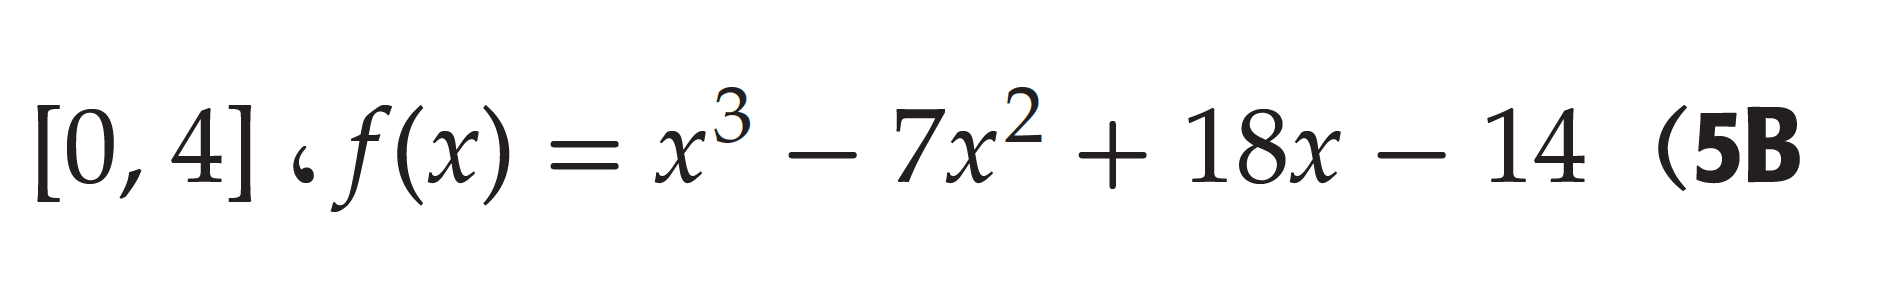 (5B  f(x) = x³ − 7x² + 18x − 14 ، [0, 4]